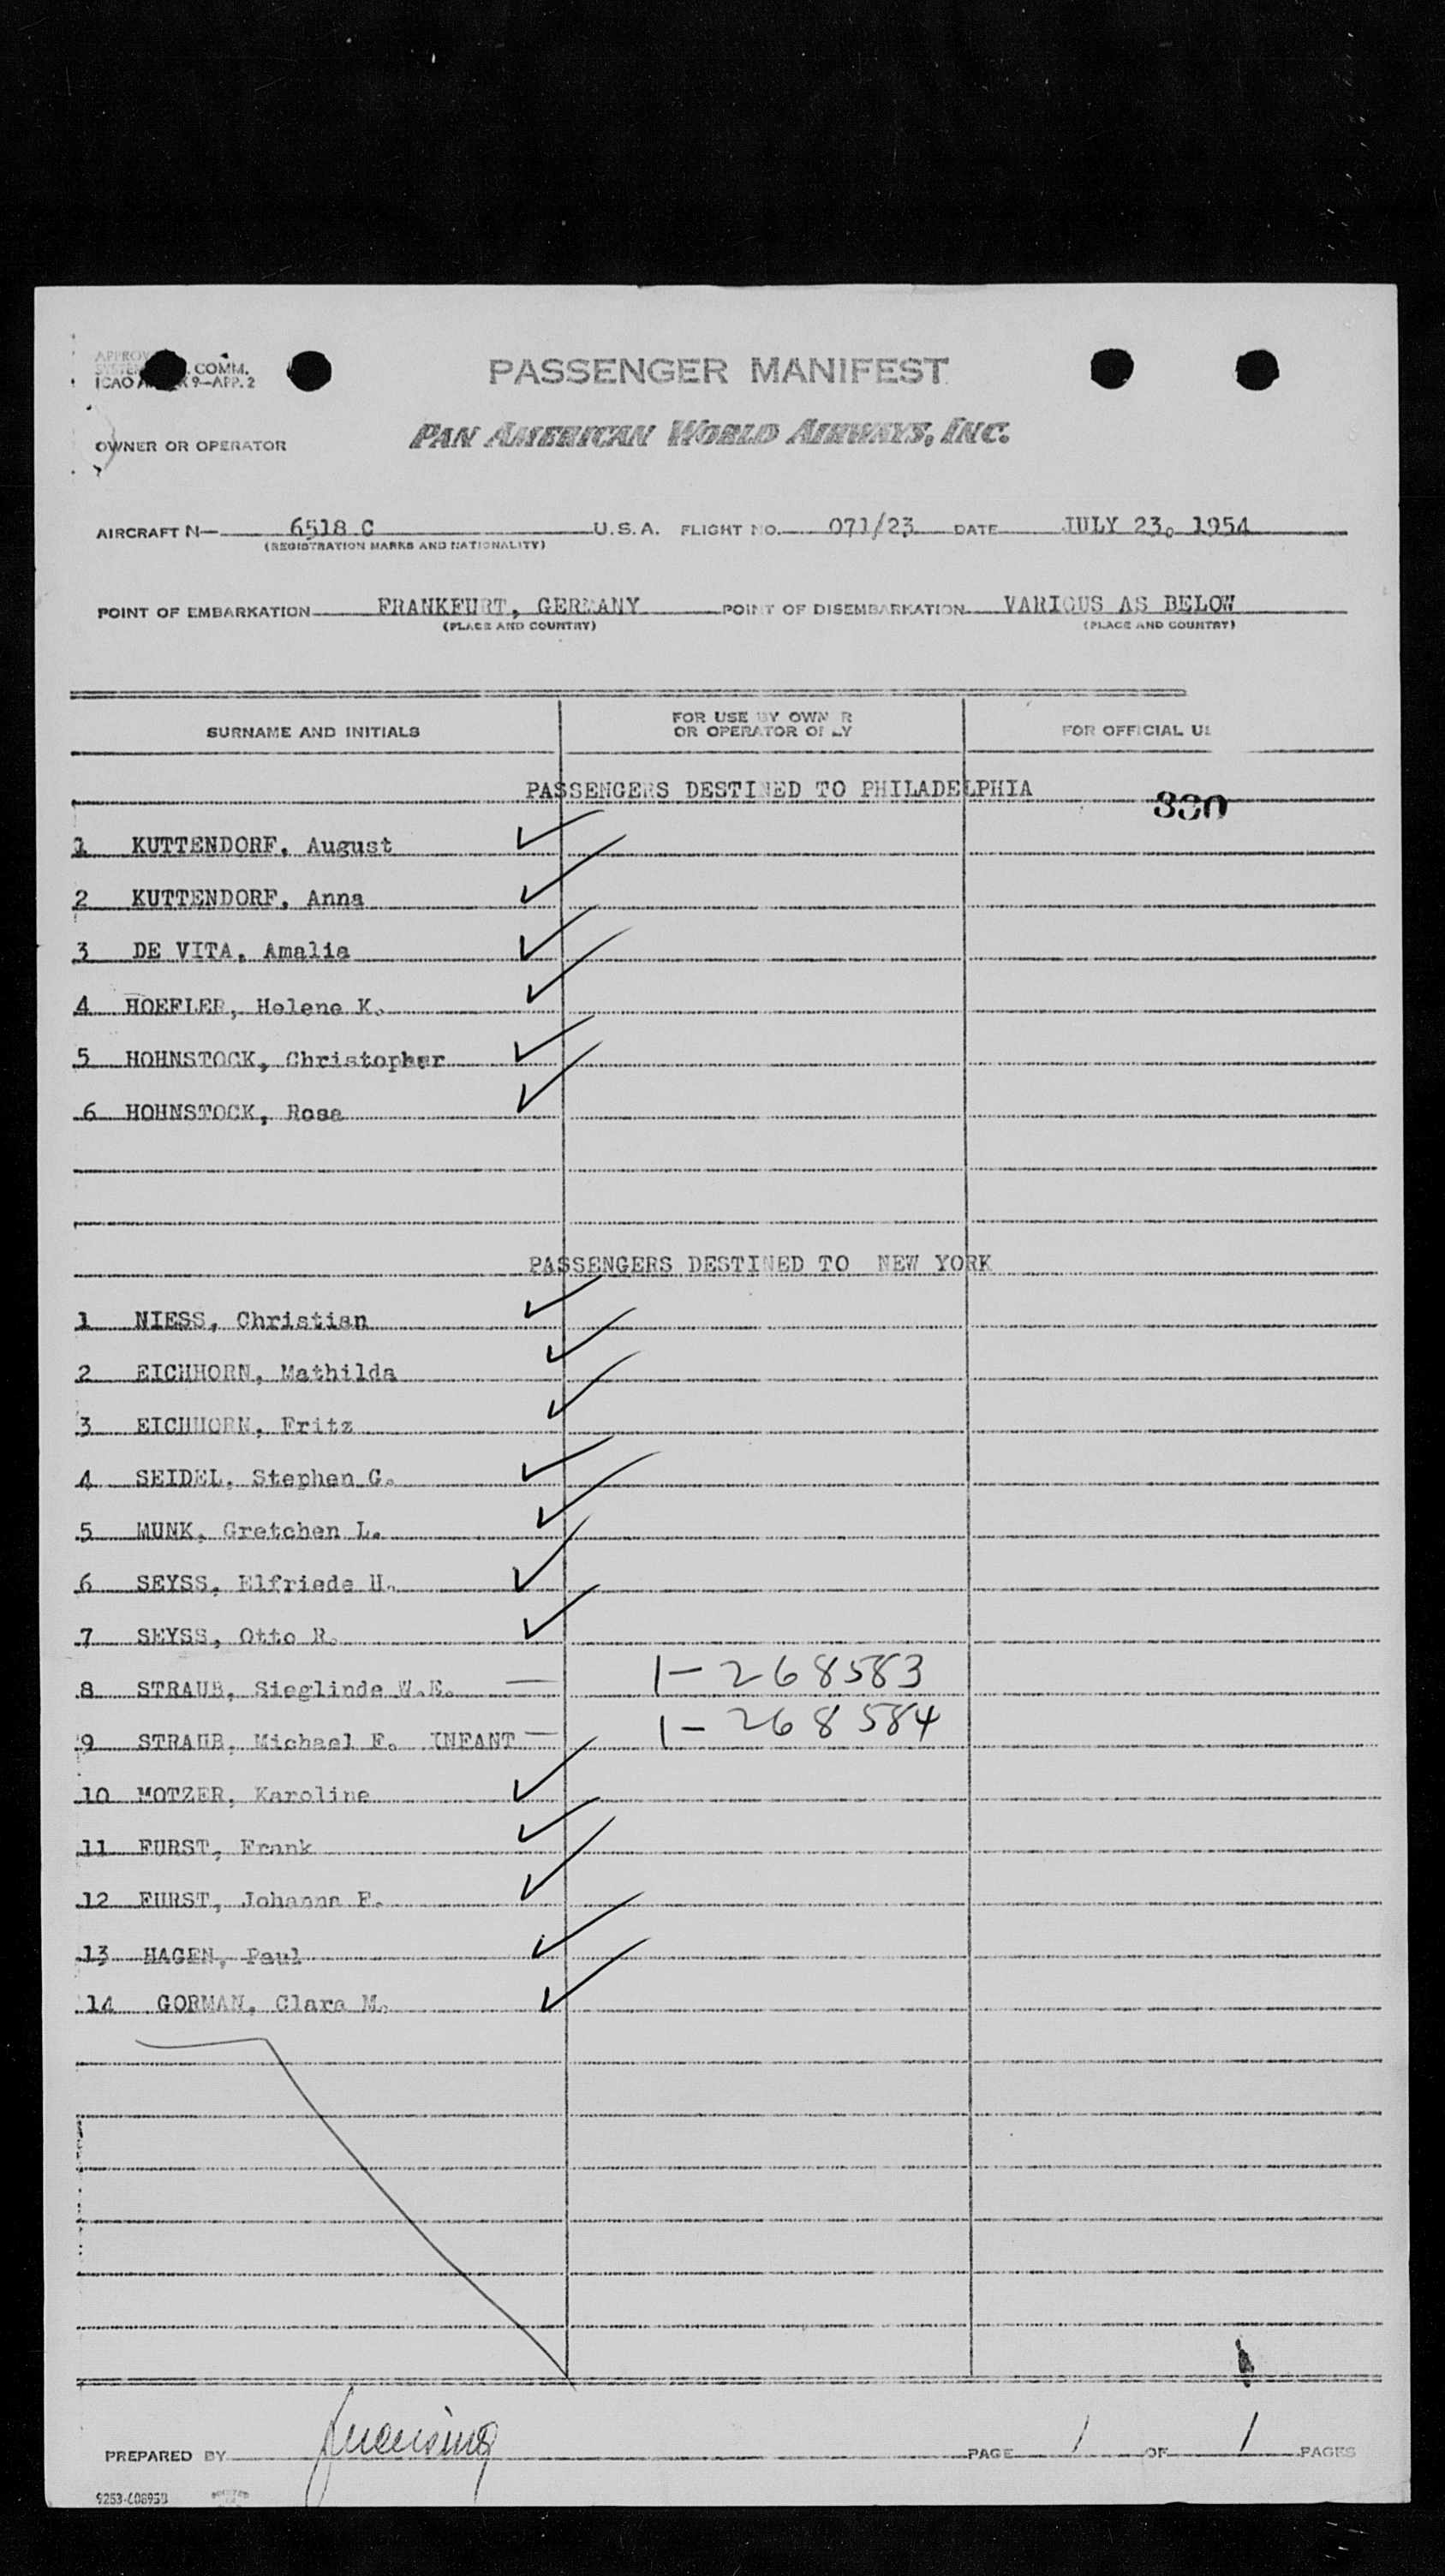 PASSENGER MANIFEST
COMM.
ICAO 9—APP. 2
OWNER OR OPERATOR PAN AMERICAN WORLD AIRWAYS, INC.
AIRCRAFT N— 6518 C U.S.A. FLIGHT NO. 071/23 DATE JULY 23, 1954
(REGISTRATION MARKS AND NATIONALITY)
POINT OF EMBARKATION FRANKFURT, GERMANY POINT OF DISEMBARKATION VARIOUS AS BELOW
(PLACE AND COUNTRY) (PLACE AND COUNTRY)
SURNAME AND INITIALS FOR USE BY OWNER OR OPERATOR ONLY FOR OFFICIAL
PASSENGERS DESTINED TO PHILADELPHIA
1 KUTTENDORF, August
2 KUTTENDORF, Anna
3 DE VITA, Amalia
4 HOEFLER, Helene K.
5 HOHNSTOCK, Christopher
6 HOHNSTOCK, Rosa
PASSENGERS DESTINED TO NEW YORK
1 NIESS, Christian
2 EICHHORN, Mathilda
3 EICHHORN, Fritz
4 SEIDEL, Stephen G.
5 MUNK, Gretchen L.
6 SEYSS, Elfriede H.
7 SEYSS, Otto R.
8 STRAUB, Sieglinde W.E. — 1-268583
9 STRAUB, Michael F. INFANT — 1-268584
10 MOTZER, Karoline
11 FURST, Frank
12 FURST, Johanna F.
13 HAGEN, Paul
14 GORMAN, Clara M.
PREPARED BY PAGE 1 OF 1 PAGES